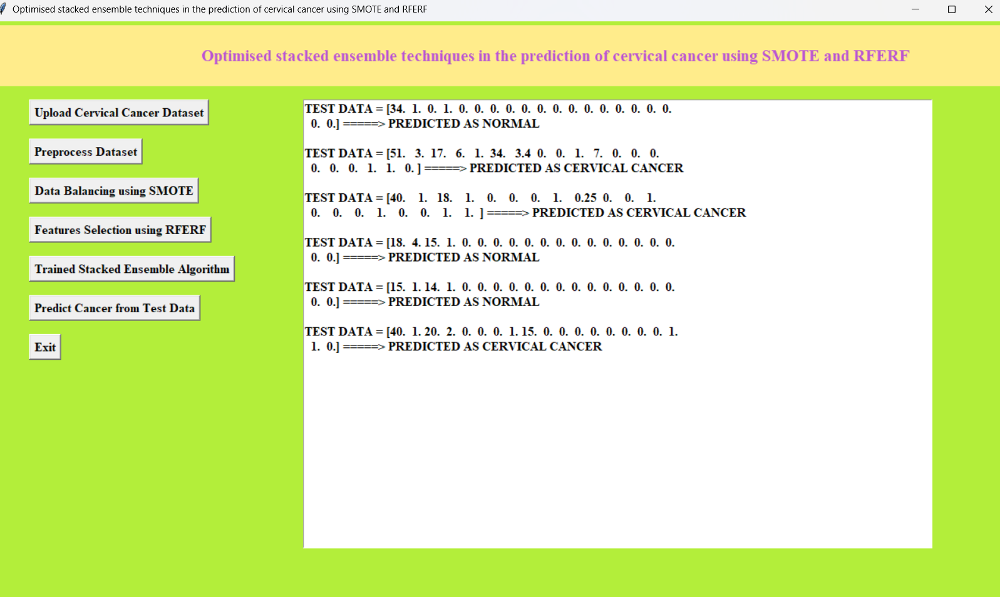 Optimised stacked ensemble techniques in the prediction of cervical cancer using SMOTE and RFERF
Optimised stacked ensemble techniques in the prediction of cervical cancer using SMOTE and RFERF
Upload Cervical Cancer Dataset
Preprocess Dataset
Data Balancing using SMOTE
Features Selection using RFERF
Trained Stacked Ensemble Algorithm
Predict Cancer from Test Data
Exit
TEST DATA = [34. 1. 0. 1. 0. 0. 0. 0. 0. 0. 0. 0. 0. 0. 0. 0. 0. 0.
0. 0.] =====> PREDICTED AS NORMAL
TEST DATA = [51. 3. 17. 6. 1. 34. 3.4 0. 0. 1. 7. 0. 0. 0.
0. 0. 0. 1. 1. 0. ] =====> PREDICTED AS CERVICAL CANCER
TEST DATA = [40. 1. 18. 1. 0. 0. 0. 1. 0.25 0. 0. 1.
0. 0. 0. 1. 0. 0. 1. 1. ] =====> PREDICTED AS CERVICAL CANCER
TEST DATA = [18. 4. 15. 1. 0. 0. 0. 0. 0. 0. 0. 0. 0. 0. 0. 0. 0. 0.
0. 0.] =====> PREDICTED AS NORMAL
TEST DATA = [15. 1. 14. 1. 0. 0. 0. 0. 0. 0. 0. 0. 0. 0. 0. 0. 0. 0.
0. 0.] =====> PREDICTED AS NORMAL
TEST DATA = [40. 1. 20. 2. 0. 0. 0. 1. 15. 0. 0. 0. 0. 0. 0. 0. 0. 1.
1. 0.] =====> PREDICTED AS CERVICAL CANCER